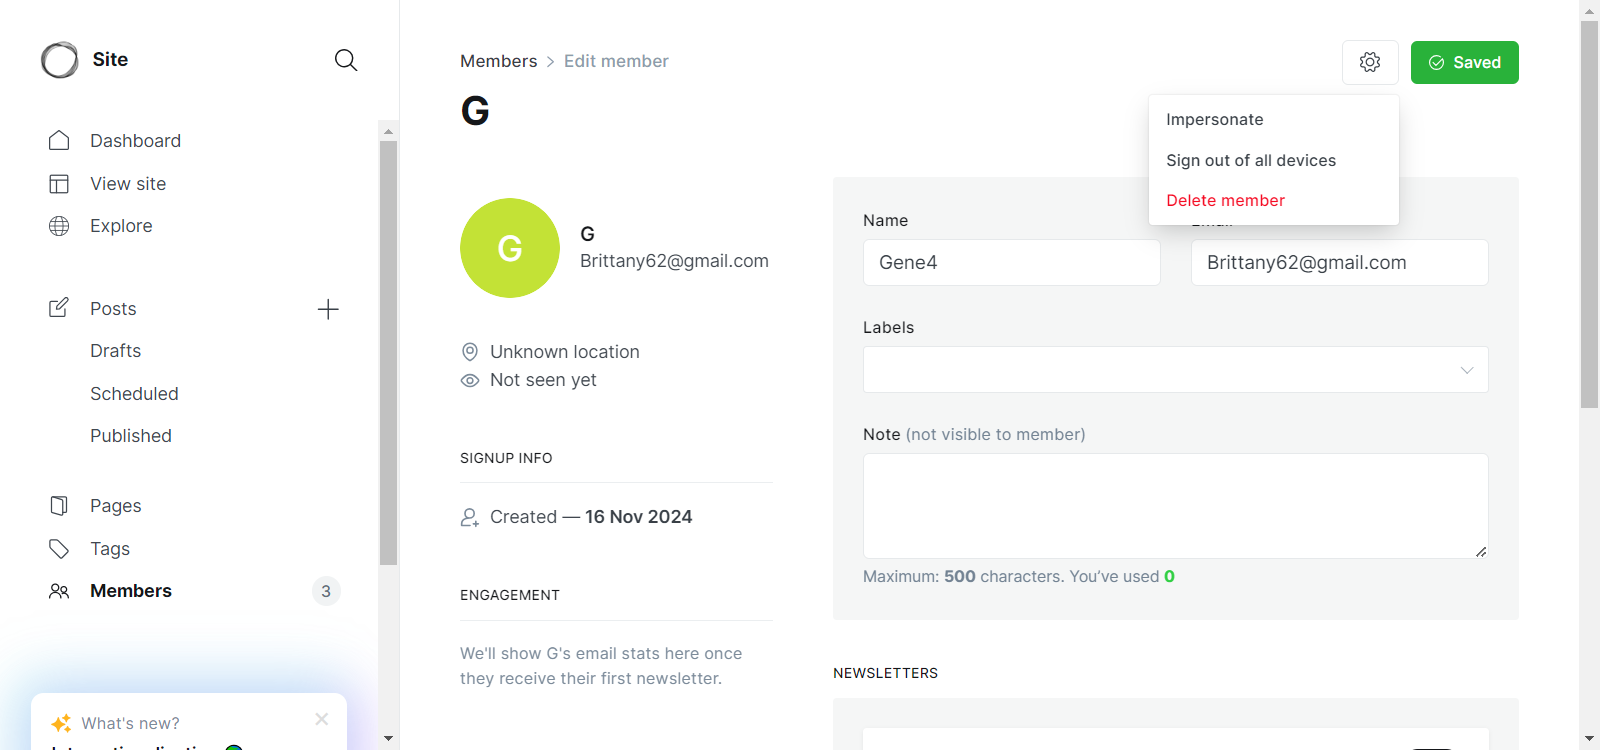 Site
Dashboard
View site
Explore
Posts
Drafts
Scheduled
Published
Pages
Tags
Members
3
What's new?
Members > Edit member
G
Saved
Impersonate
Sign out of all devices
Delete member
G
G
Brittany62@gmail.com
Unknown location
Not seen yet
SIGNUP INFO
Created — 16 Nov 2024
ENGAGEMENT
We'll show G's email stats here once
they receive their first newsletter.
Name
Gene4
Brittany62@gmail.com
Labels
Note (not visible to member)
Maximum: 500 characters. You’ve used 0
NEWSLETTERS